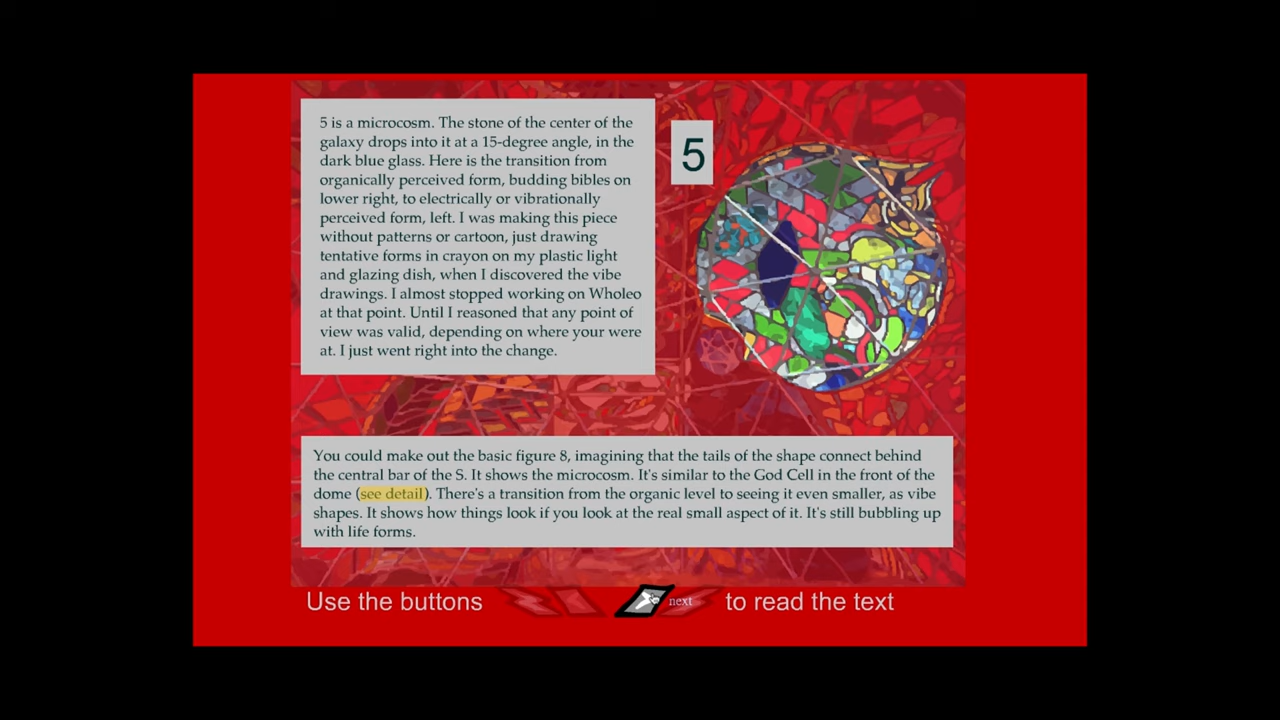 5 is a microcosm. The stone of the center of the
galaxy drops into it at a 15-degree angle, in the
dark blue glass. Here is the transition from
organically perceived form, budding bibles on
lower right, to electrically or vibrationally
perceived form, left. I was making this piece
without patterns or cartoon, just drawing
tentative forms in crayon on my plastic light
and glazing dish, when I discovered the vibe
drawings. I almost stopped working on Wholeo
at that point. Until I reasoned that any point of
view was valid, depending on where your were
at. I just went right into the change.
5
You could make out the basic figure 8, imagining that the tails of the shape connect behind
the central bar of the S. It shows the microcosm. It's similar to the God Cell in the front of the
dome (see detail). There's a transition from the organic level to seeing it even smaller, as vibe
shapes. It shows how things look if you look at the real small aspect of it. It's still bubbling up
with life forms.
Use the buttons
next
to read the text